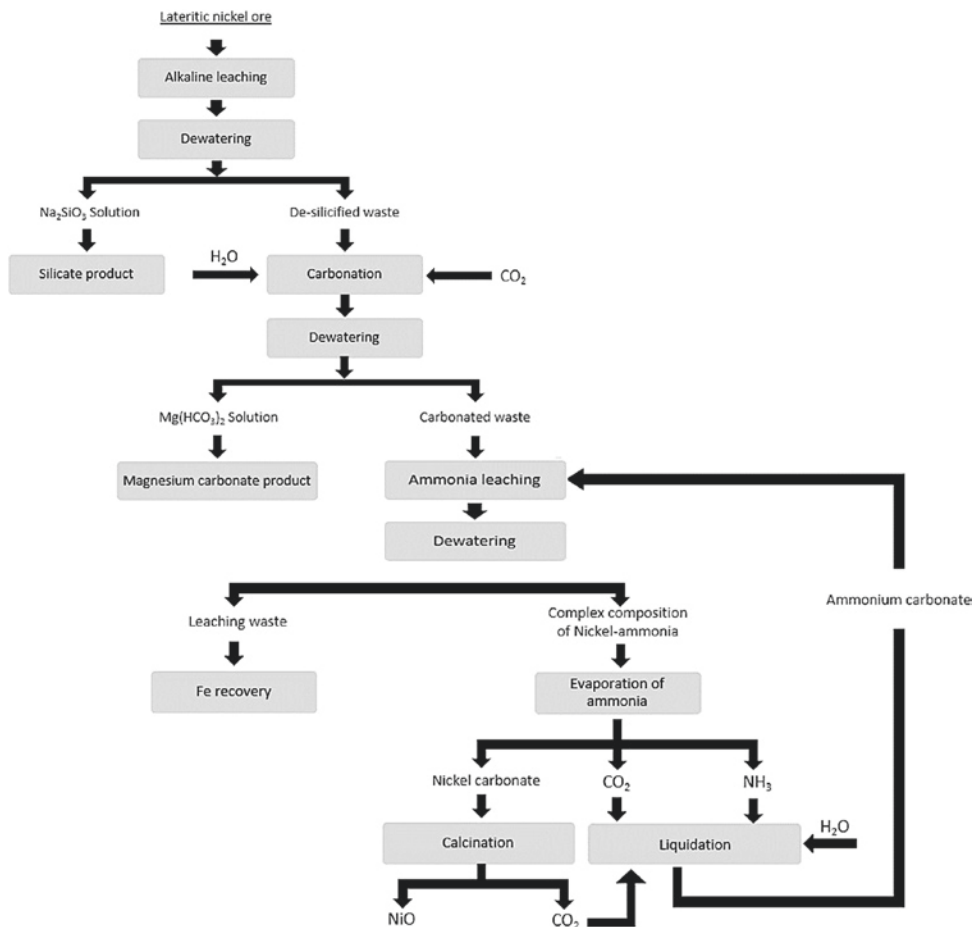 Lateritic nickel ore
Alkaline leaching
Dewatering
Na₂SiO₃ Solution
De-silicified waste
Silicate product
H₂O
Carbonation
CO₂
Dewatering
Mg(HCO₃)₂ Solution
Carbonated waste
Magnesium carbonate product
Ammonia leaching
Dewatering
Ammonium carbonate
Leaching waste
Complex composition
of Nickel-ammonia
Fe recovery
Evaporation of
ammonia
Nickel carbonate
CO₂
NH₃
Calcination
Liquidation
H₂O
NiO
CO₂